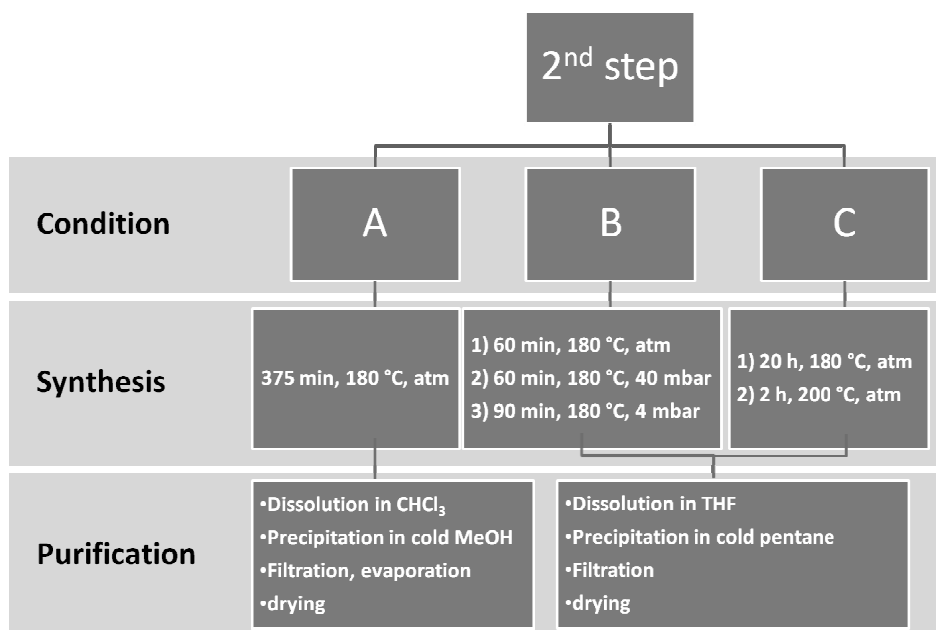 2nd step
Condition
A
B
C
Synthesis
375 min, 180 °C, atm
1) 60 min, 180 °C, atm
2) 60 min, 180 °C, 40 mbar
3) 90 min, 180 °C, 4 mbar
1) 20 h, 180 °C, atm
2) 2 h, 200 °C, atm
Purification
•Dissolution in CHCl3
•Precipitation in cold MeOH
•Filtration, evaporation
•drying
•Dissolution in THF
•Precipitation in cold pentane
•Filtration
•drying